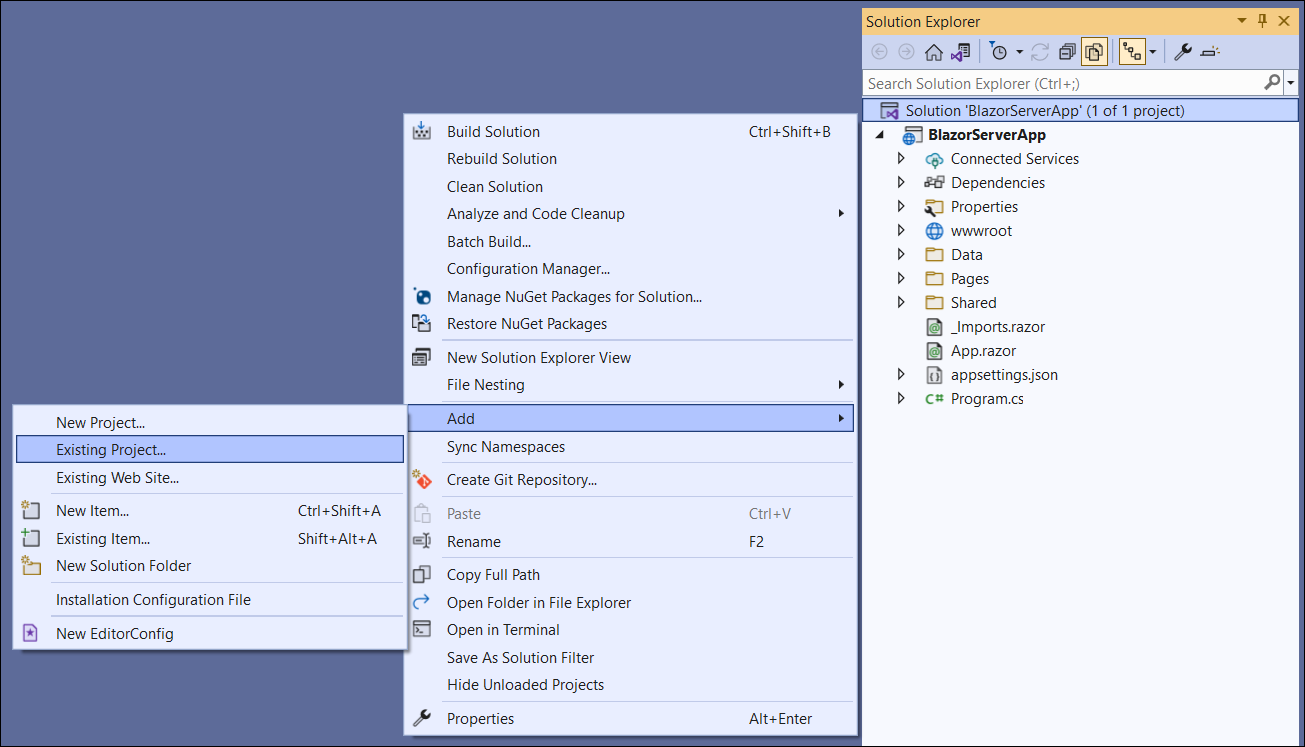 Solution Explorer
Search Solution Explorer (Ctrl+;)
Solution 'BlazorServerApp' (1 of 1 project)
BlazorServerApp
Connected Services
Dependencies
Properties
wwwroot
Data
Pages
Shared
_Imports.razor
App.razor
appsettings.json
C# Program.cs
Build Solution Ctrl+Shift+B
Rebuild Solution
Clean Solution
Analyze and Code Cleanup
Batch Build...
Configuration Manager...
Manage NuGet Packages for Solution...
Restore NuGet Packages
New Solution Explorer View
File Nesting
Add
Sync Namespaces
Create Git Repository...
Paste Ctrl+V
Rename F2
Copy Full Path
Open Folder in File Explorer
Open in Terminal
Save As Solution Filter
Hide Unloaded Projects
Properties Alt+Enter
New Project...
Existing Project...
Existing Web Site...
New Item... Ctrl+Shift+A
Existing Item... Shift+Alt+A
New Solution Folder
Installation Configuration File
New EditorConfig